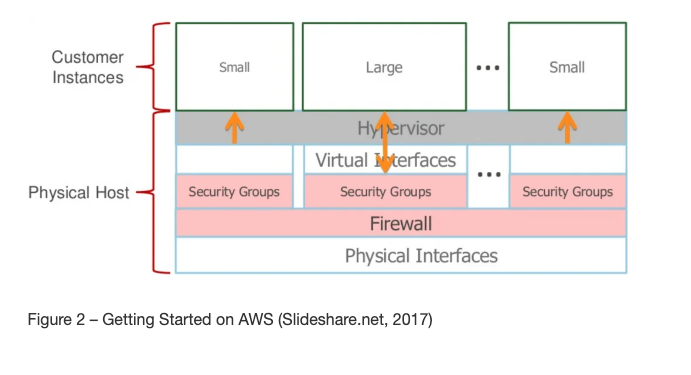 Customer
Instances
Small
Large
...
Small
Hypervisor
Virtual Interfaces
...
Physical Host
Security Groups
Security Groups
Security Groups
Firewall
Physical Interfaces
Figure 2 – Getting Started on AWS (Slideshare.net, 2017)